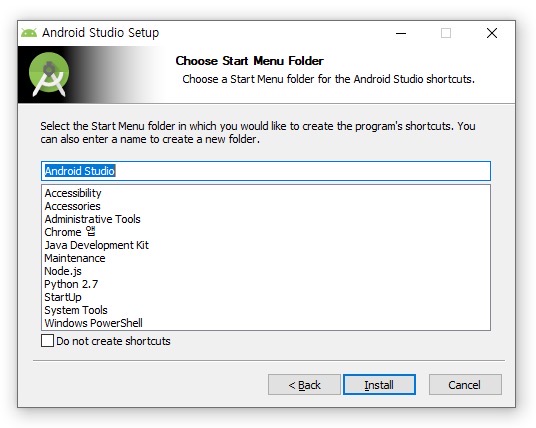 Android Studio Setup
Choose Start Menu Folder
Choose a Start Menu folder for the Android Studio shortcuts.
Select the Start Menu folder in which you would like to create the program's shortcuts. You
can also enter a name to create a new folder.
Android Studio
Accessibility
Accessories
Administrative Tools
Chrome 앱
Java Development Kit
Maintenance
Node.js
Python 2.7
StartUp
System Tools
Windows PowerShell
Do not create shortcuts
< Back
Install
Cancel